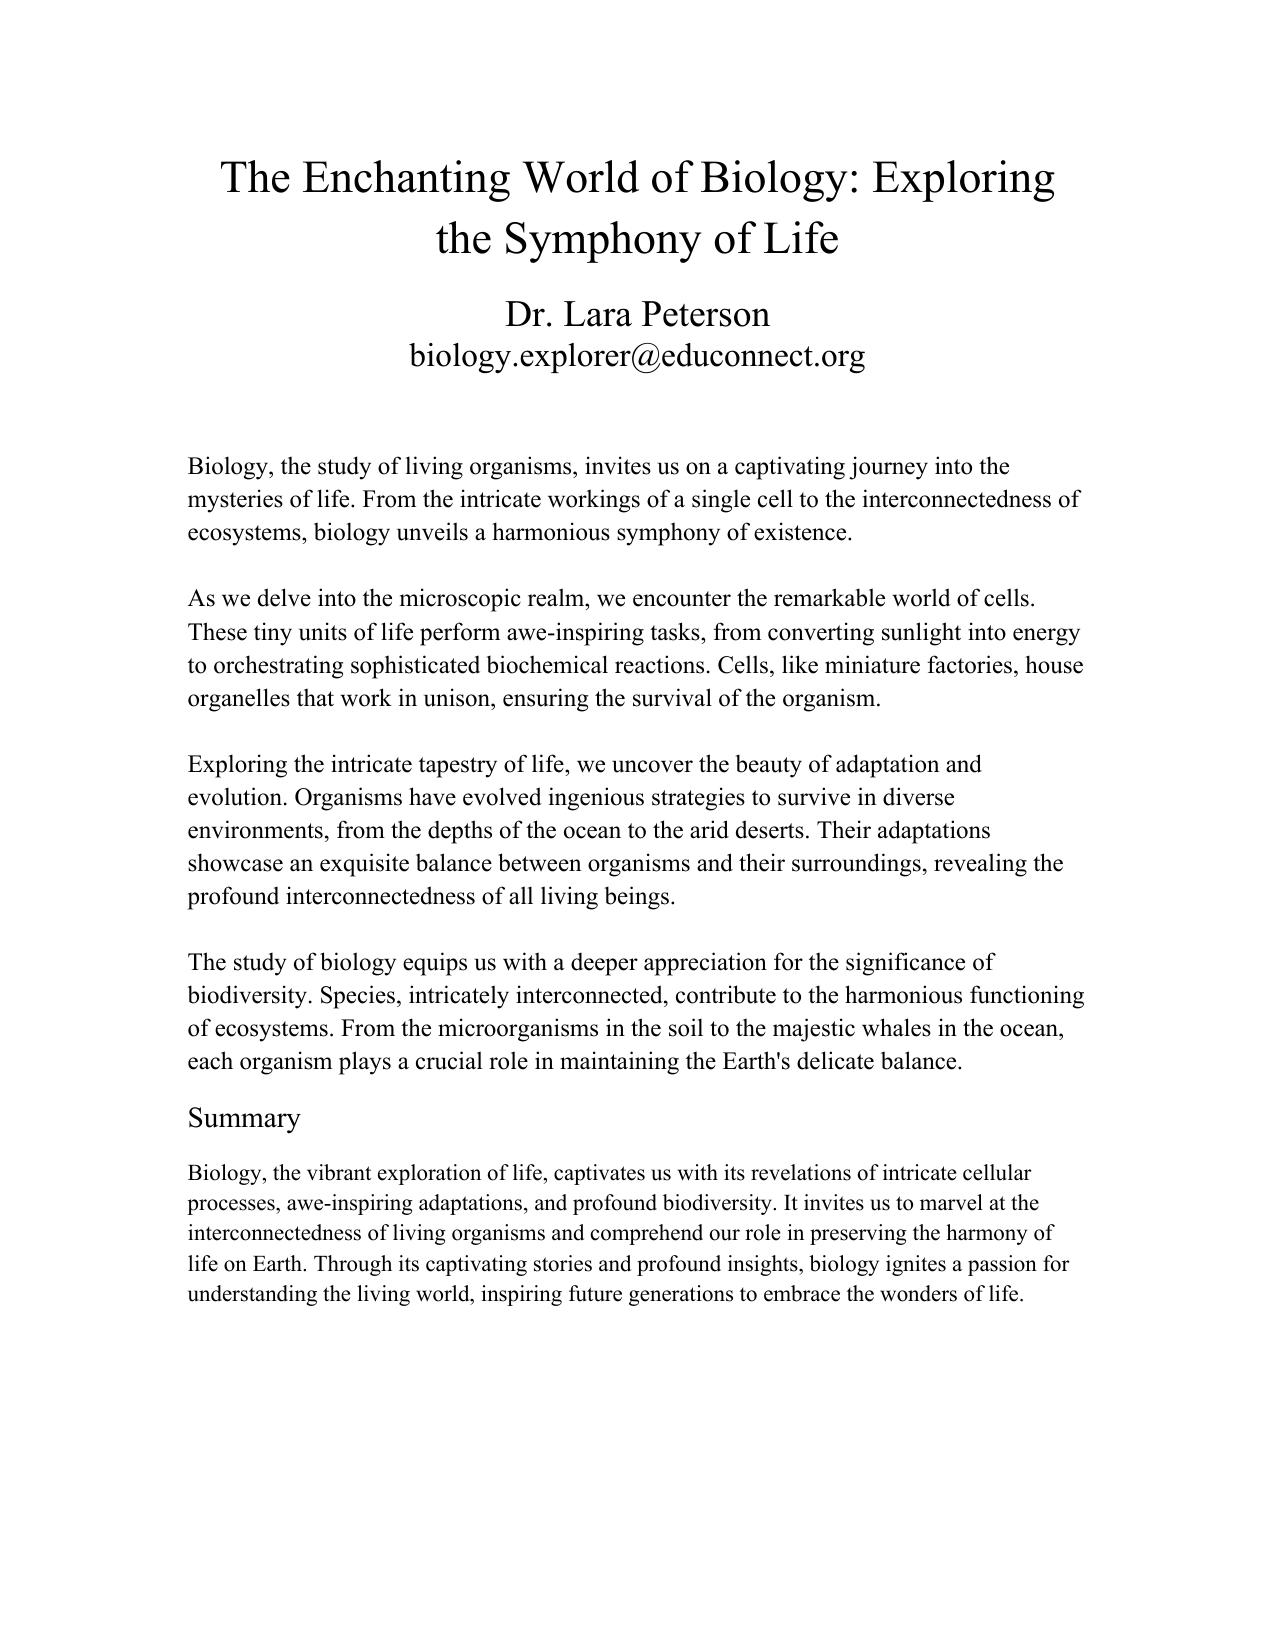 The Enchanting World of Biology: Exploring
the Symphony of Life
Dr. Lara Peterson
biology.explorer@educonnect.org
Biology, the study of living organisms, invites us on a captivating journey into the
mysteries of life. From the intricate workings of a single cell to the interconnectedness of
ecosystems, biology unveils a harmonious symphony of existence.
As we delve into the microscopic realm, we encounter the remarkable world of cells.
These tiny units of life perform awe-inspiring tasks, from converting sunlight into energy
to orchestrating sophisticated biochemical reactions. Cells, like miniature factories, house
organelles that work in unison, ensuring the survival of the organism.
Exploring the intricate tapestry of life, we uncover the beauty of adaptation and
evolution. Organisms have evolved ingenious strategies to survive in diverse
environments, from the depths of the ocean to the arid deserts. Their adaptations
showcase an exquisite balance between organisms and their surroundings, revealing the
profound interconnectedness of all living beings.
The study of biology equips us with a deeper appreciation for the significance of
biodiversity. Species, intricately interconnected, contribute to the harmonious functioning
of ecosystems. From the microorganisms in the soil to the majestic whales in the ocean,
each organism plays a crucial role in maintaining the Earth's delicate balance.
Summary
Biology, the vibrant exploration of life, captivates us with its revelations of intricate cellular
processes, awe-inspiring adaptations, and profound biodiversity. It invites us to marvel at the
interconnectedness of living organisms and comprehend our role in preserving the harmony of
life on Earth. Through its captivating stories and profound insights, biology ignites a passion for
understanding the living world, inspiring future generations to embrace the wonders of life.